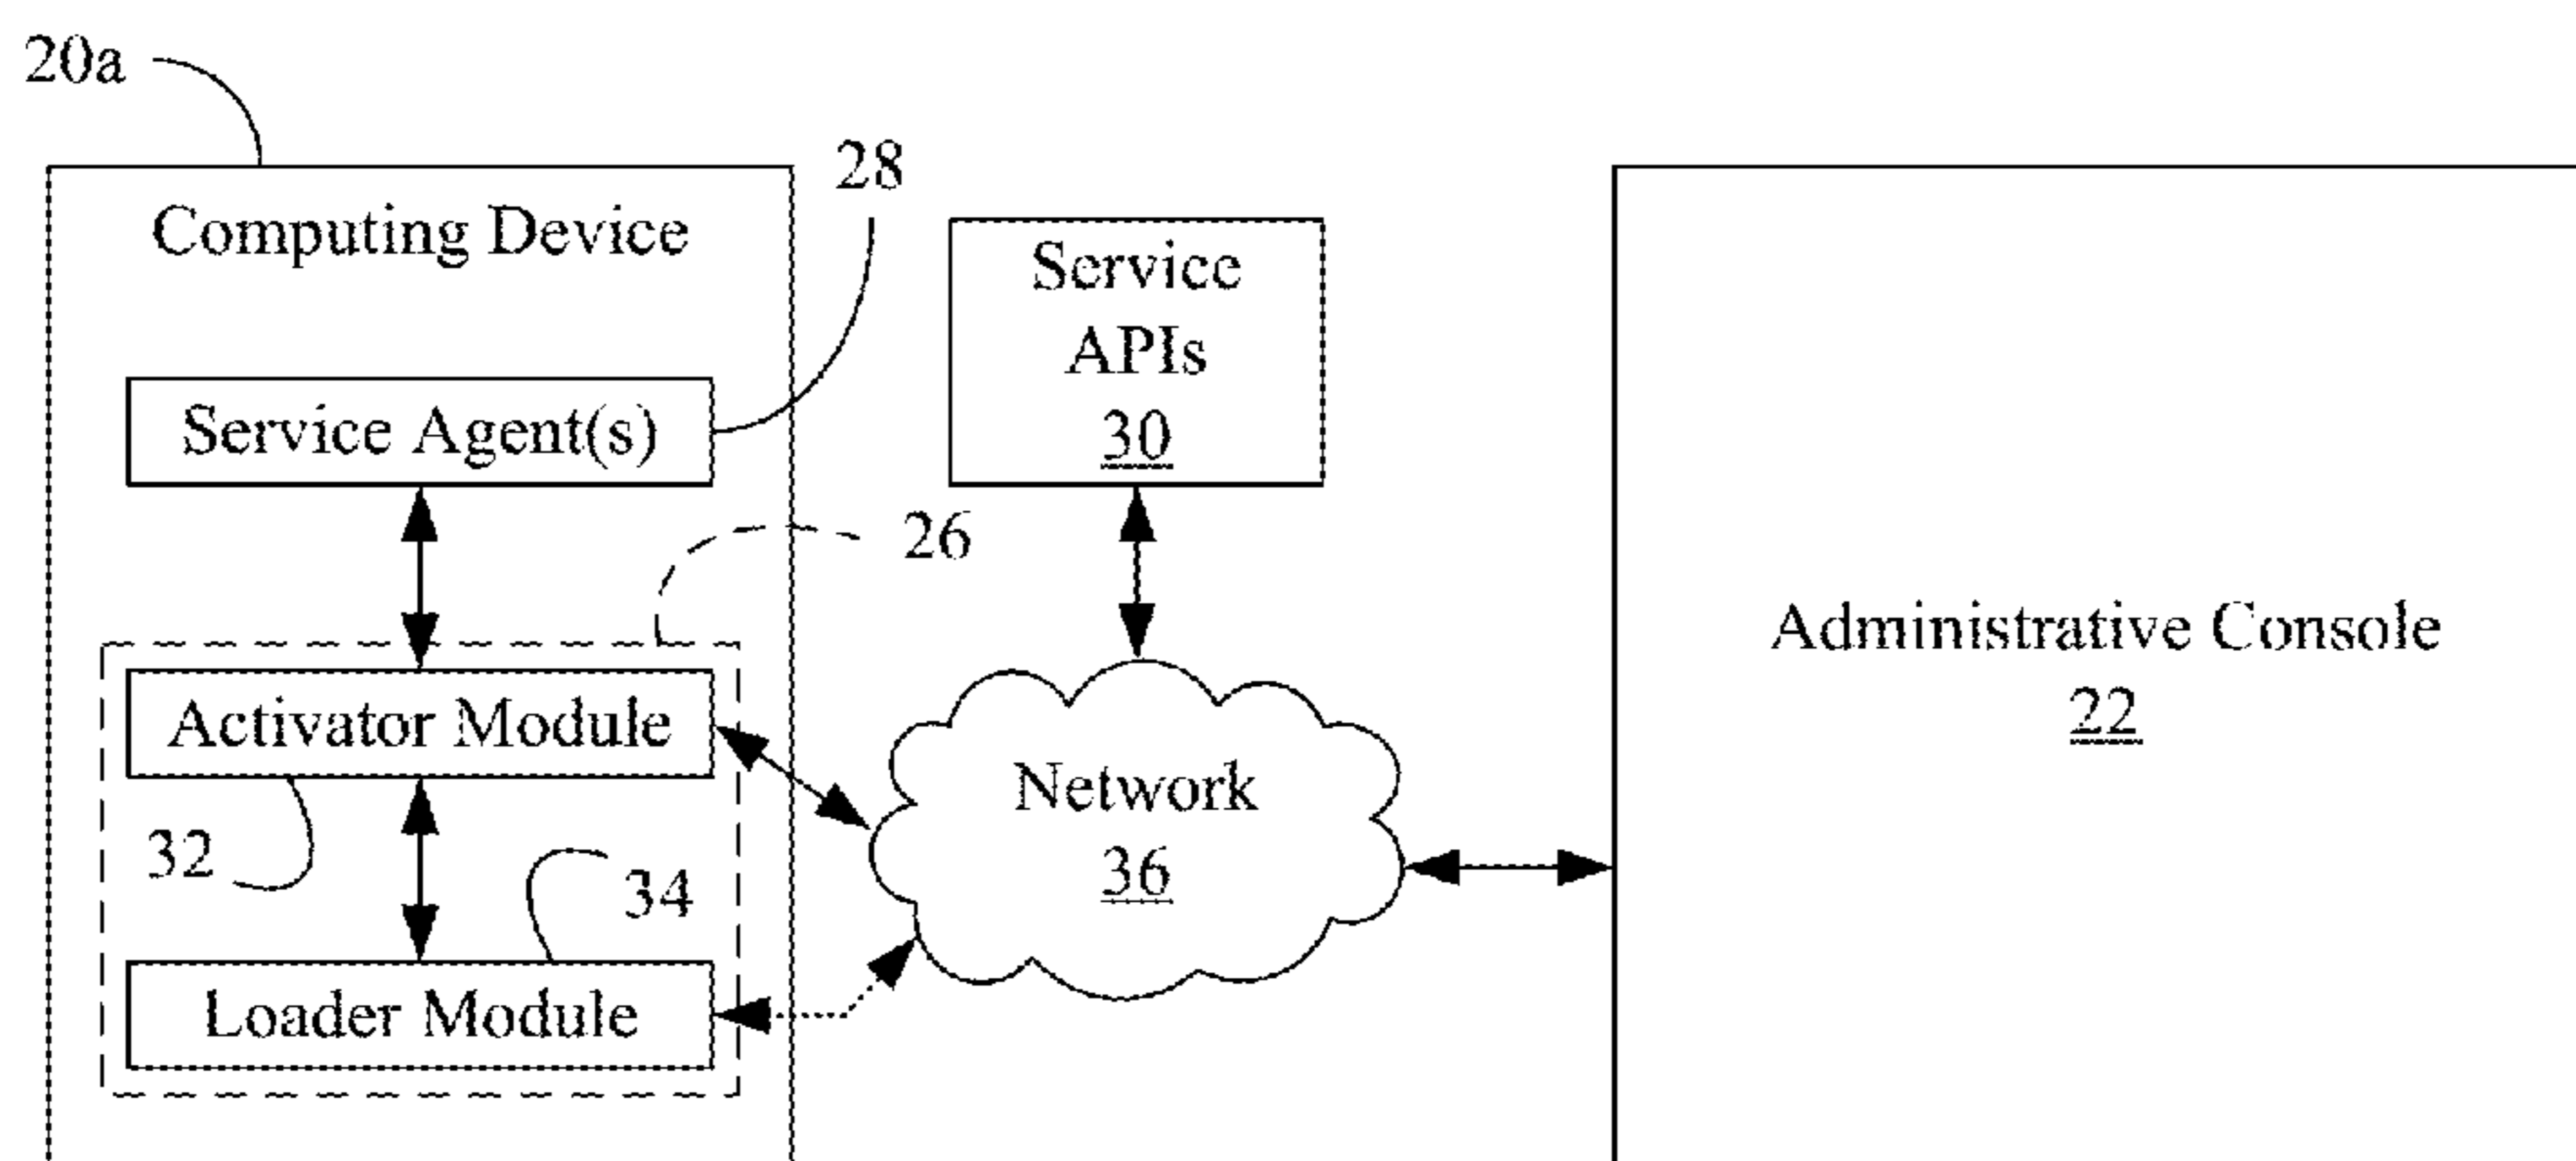 20a
Computing Device
28
Service Agent(s)
26
Activator Module
32
34
Loader Module
Service
APIs
30
Network
36
Administrative Console
22